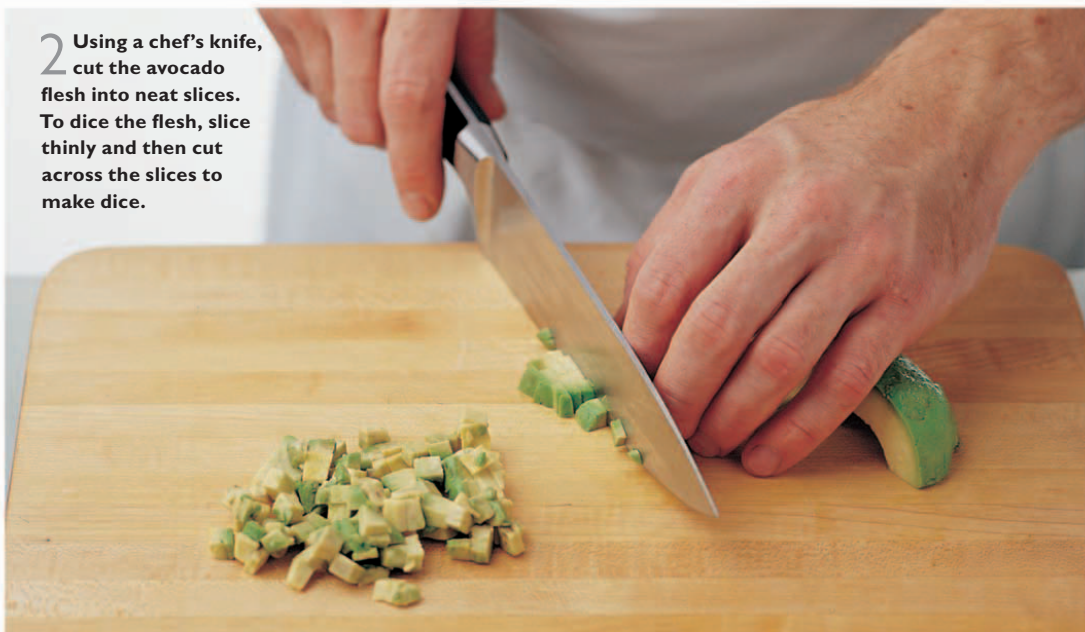 2 Using a chef's knife,
cut the avocado
flesh into neat slices.
To dice the flesh, slice
thinly and then cut
across the slices to
make dice.